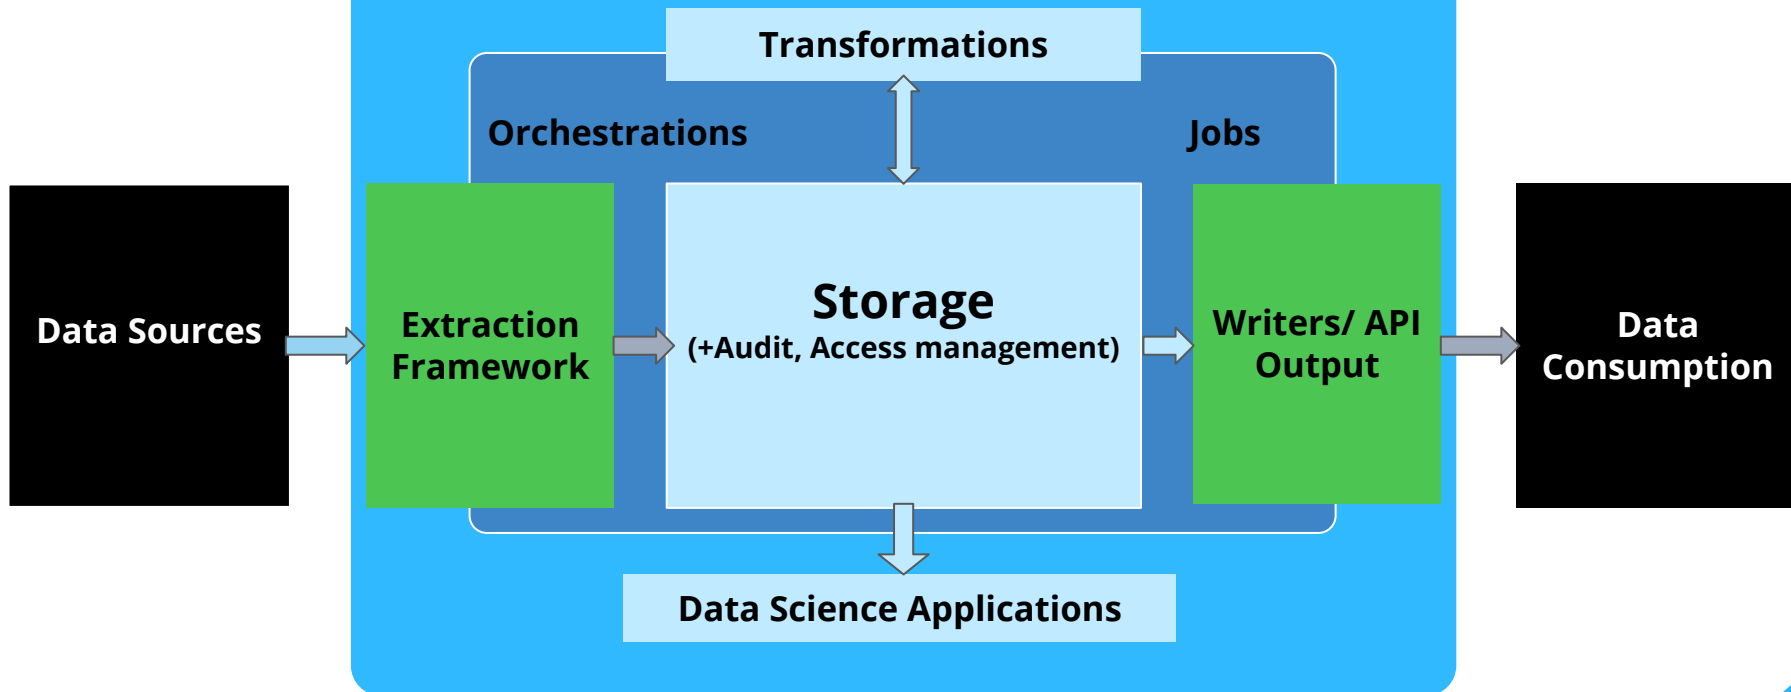 Transformations
Orchestrations
Jobs
Data Sources
Extraction
Framework
Storage
(+Audit, Access management)
Writers/ API
Output
Data
Consumption
Data Science Applications